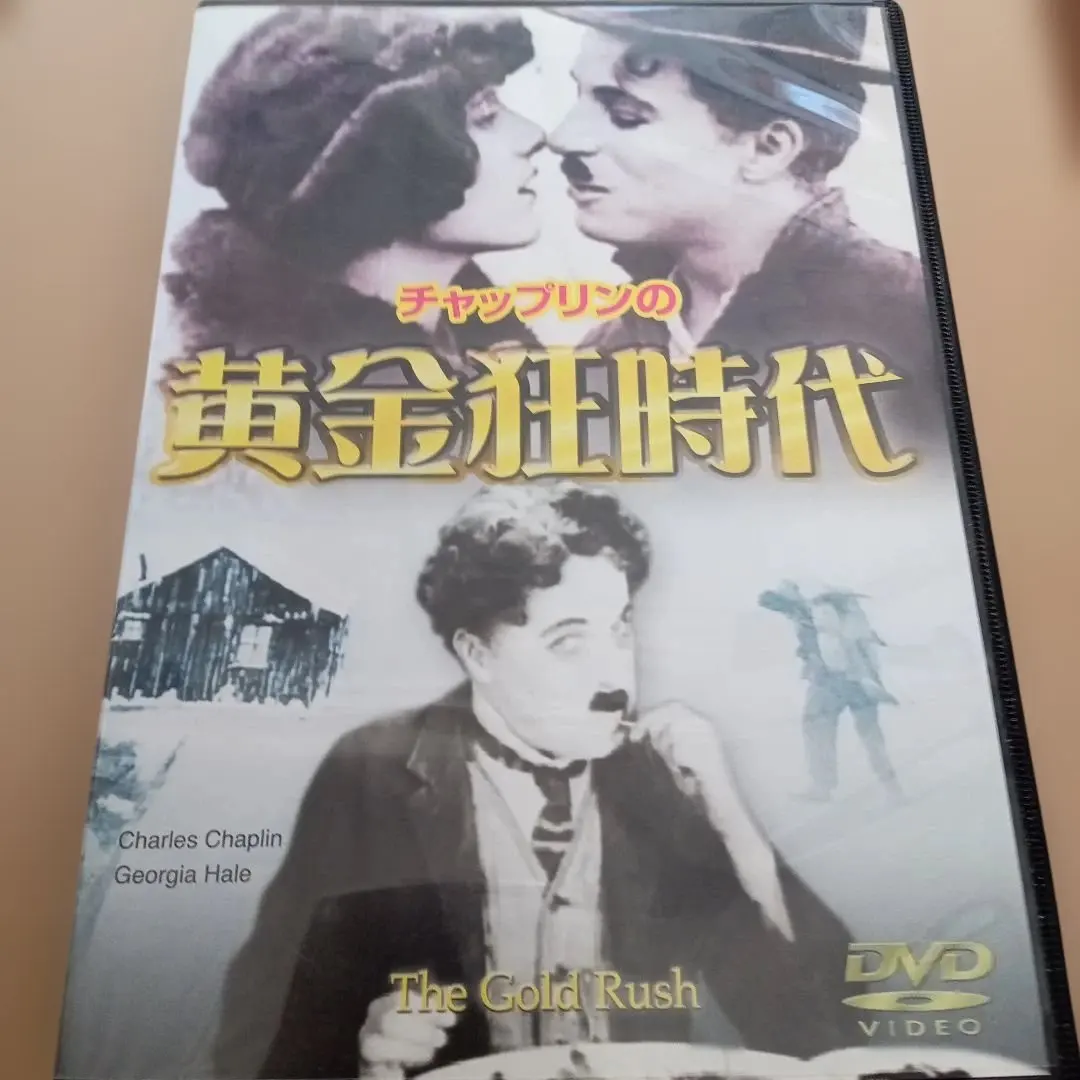 チャップリンの
黄金狂時代
Charles Chaplin
Georgia Hale
The Gold Rush
DVD
VIDEO